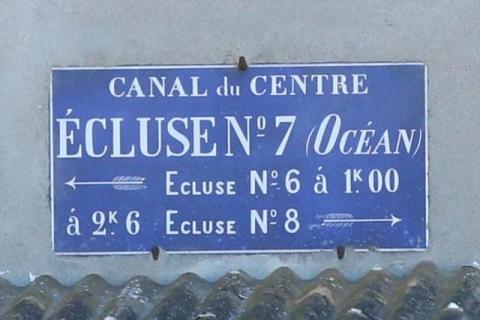 CANAL du CENTRE
ÉCLUSE Nº 7 (OCÉAN)
ECLUSE Nº 6 á 1K.00
á 2K.6 ECLUSE Nº 8